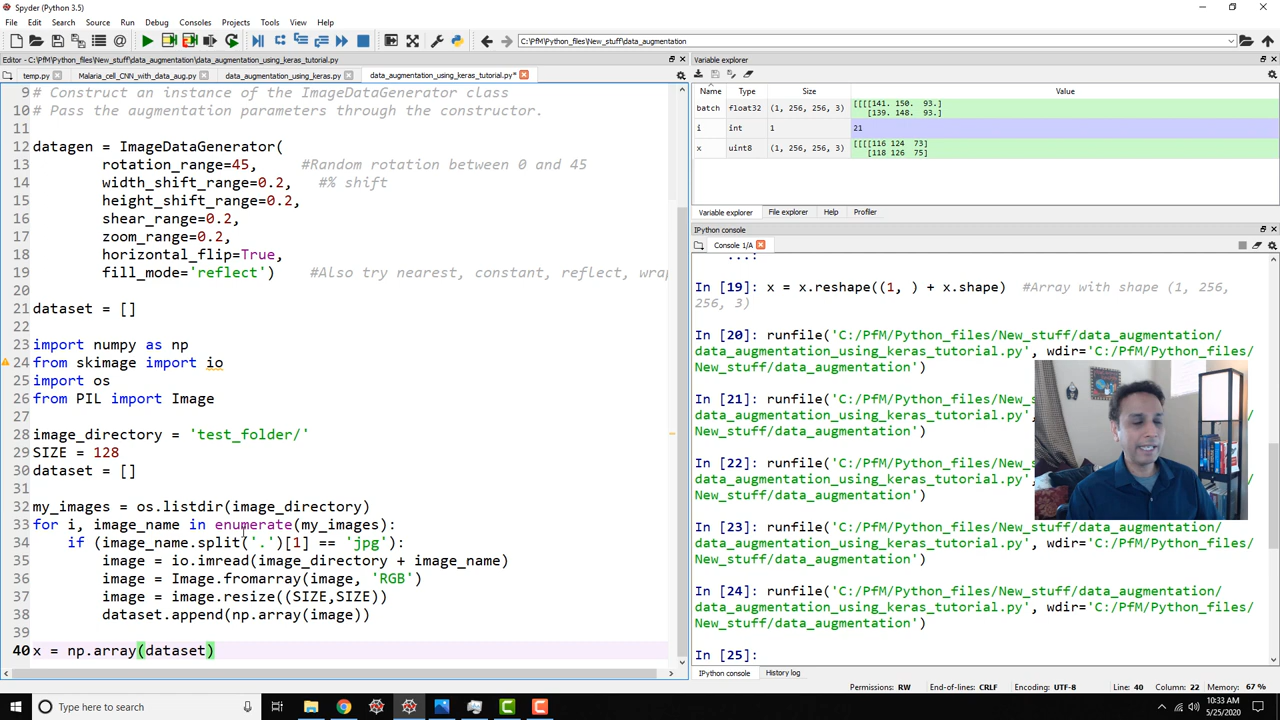 Spyder (Python 3.5)
File Edit Search Source Run Debug Consoles Projects Tools View Help
C:\PfM\Python_files\New_stuff\data_augmentation
Editor - C:\PfM\Python_files\New_stuff\data_augmentation\data_augmentation_using_keras_tutorial.py
temp.py Malaria_cell_CNN_with_data_aug.py data_augmentation_using_keras.py data_augmentation_using_keras_tutorial.py*
9 # Construct an instance of the ImageDataGenerator class
10 # Pass the augmentation parameters through the constructor.
11
12 datagen = ImageDataGenerator(
13 rotation_range=45, #Random rotation between 0 and 45
14 width_shift_range=0.2, #% shift
15 height_shift_range=0.2,
16 shear_range=0.2,
17 zoom_range=0.2,
18 horizontal_flip=True,
19 fill_mode='reflect') #Also try nearest, constant, reflect, wrap
20
21 dataset = []
22
23 import numpy as np
24 from skimage import io
25 import os
26 from PIL import Image
27
28 image_directory = 'test_folder/'
29 SIZE = 128
30 dataset = []
31
32 my_images = os.listdir(image_directory)
33 for i, image_name in enumerate(my_images):
34 if (image_name.split('.')[1] == 'jpg'):
35 image = io.imread(image_directory + image_name)
36 image = Image.fromarray(image, 'RGB')
37 image = image.resize((SIZE,SIZE))
38 dataset.append(np.array(image))
39
40 x = np.array(dataset)
Variable explorer
Name Type Size Value
batch float32 (1, 256, 256, 3) [[[[141. 150. 93.]
[139. 148. 93.]
i int 1 21
x uint8 (1, 256, 256, 3) [[[[116 124 73]
[118 126 75]
Variable explorer File explorer Help Profiler
IPython console
Console 1/A
....:
In [19]: x = x.reshape((1, ) + x.shape) #Array with shape (1, 256,
256, 3)
In [20]: runfile('C:/PfM/Python_files/New_stuff/data_augmentation/
data_augmentation_using_keras_tutorial.py', wdir='C:/PfM/Python_files/
New_stuff/data_augmentation')
In [21]: runfile('C:/PfM/Python_files/New_stuff/
data_augmentation_using_keras_tutorial.py
New_stuff/data_augmentation')
In [22]: runfile('C:/PfM/Python_files/New_
data_augmentation_using_keras_tutorial.py
New_stuff/data_augmentation')
In [23]: runfile('C:/PfM/Python_files/New_stuff/data_augmentation/
data_augmentation_using_keras_tutorial.py', wdir='C:/PfM/Python_files/
New_stuff/data_augmentation')
In [24]: runfile('C:/PfM/Python_files/New_stuff/data_augmentation/
data_augmentation_using_keras_tutorial.py', wdir='C:/PfM/Python_files/
New_stuff/data_augmentation')
In [25]:
IPython console History log
Permissions: RW End-of-lines: CRLF Encoding: UTF-8 Line: 40 Column: 22 Memory: 67 %
Type here to search
10:33 AM
5/25/2020